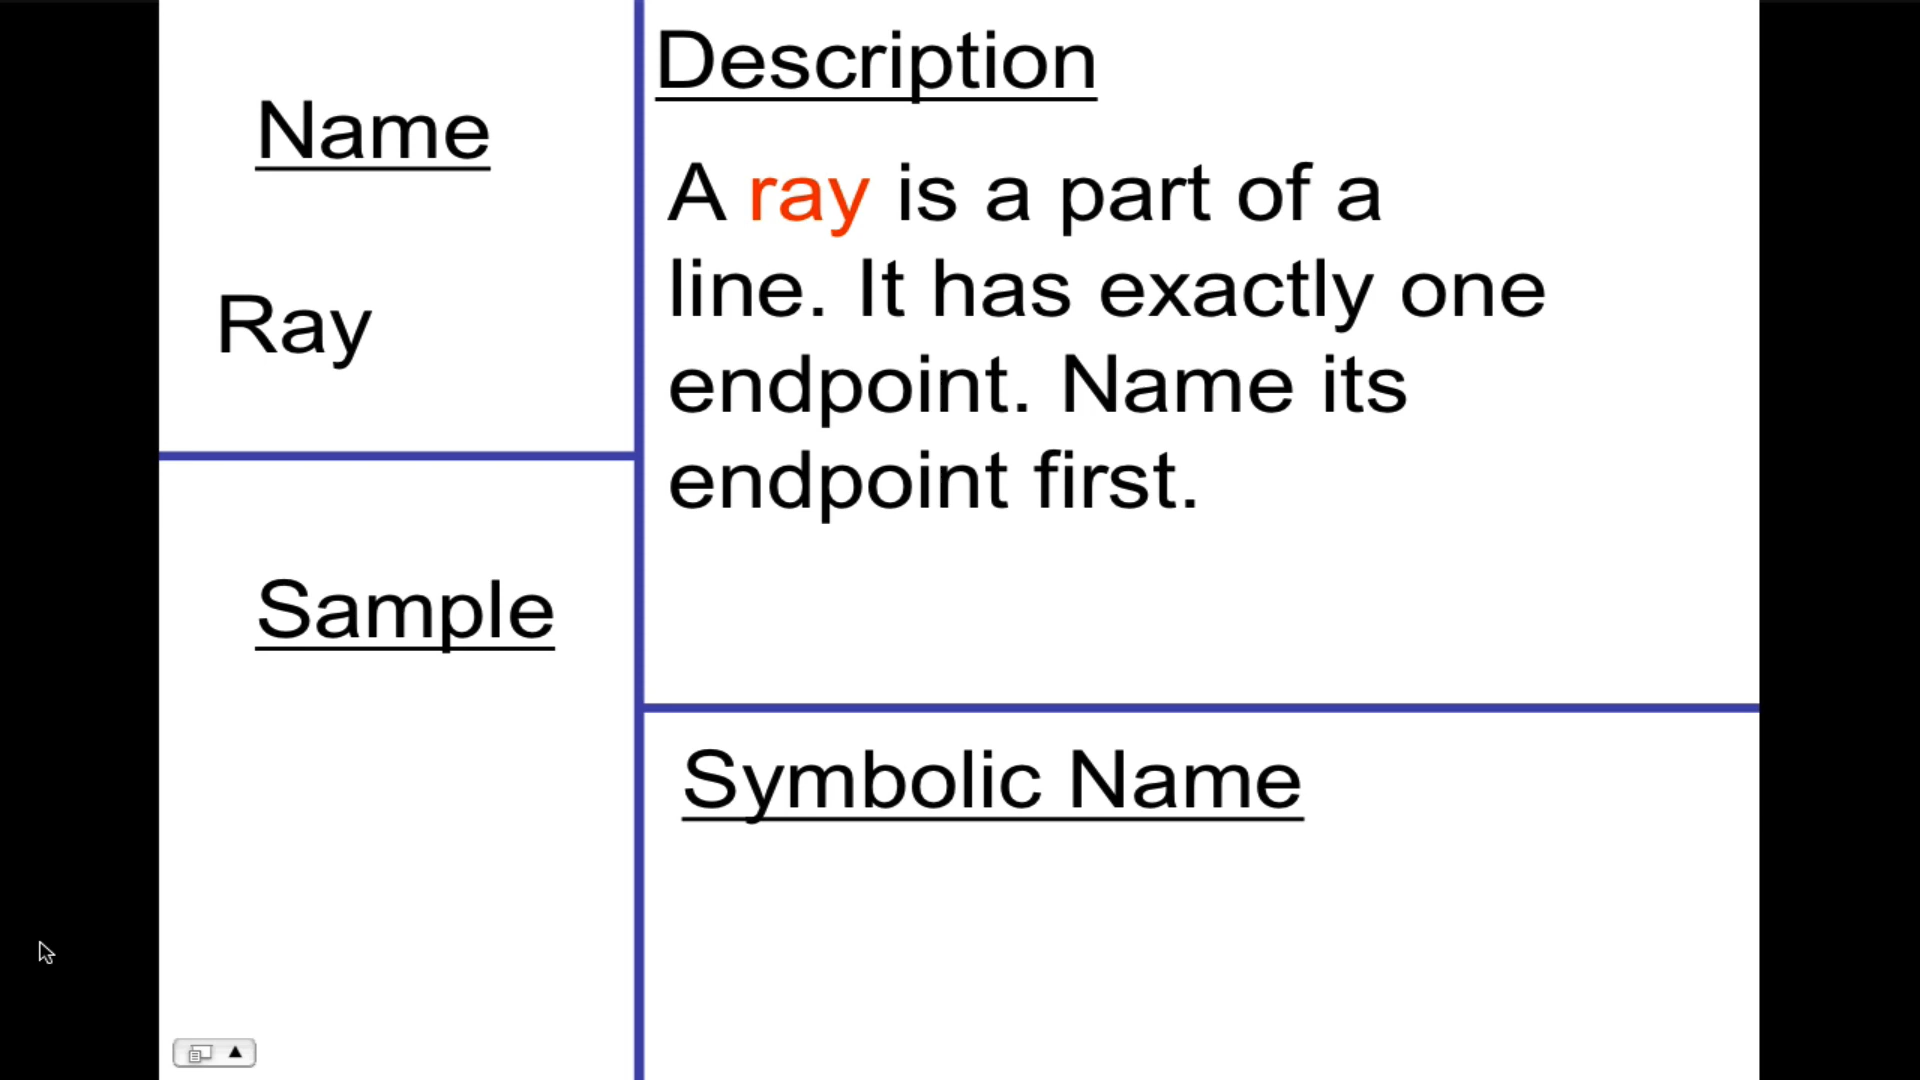 Name
Ray
Description
A ray is a part of a
line. It has exactly one
endpoint. Name its
endpoint first.
Sample
Symbolic Name